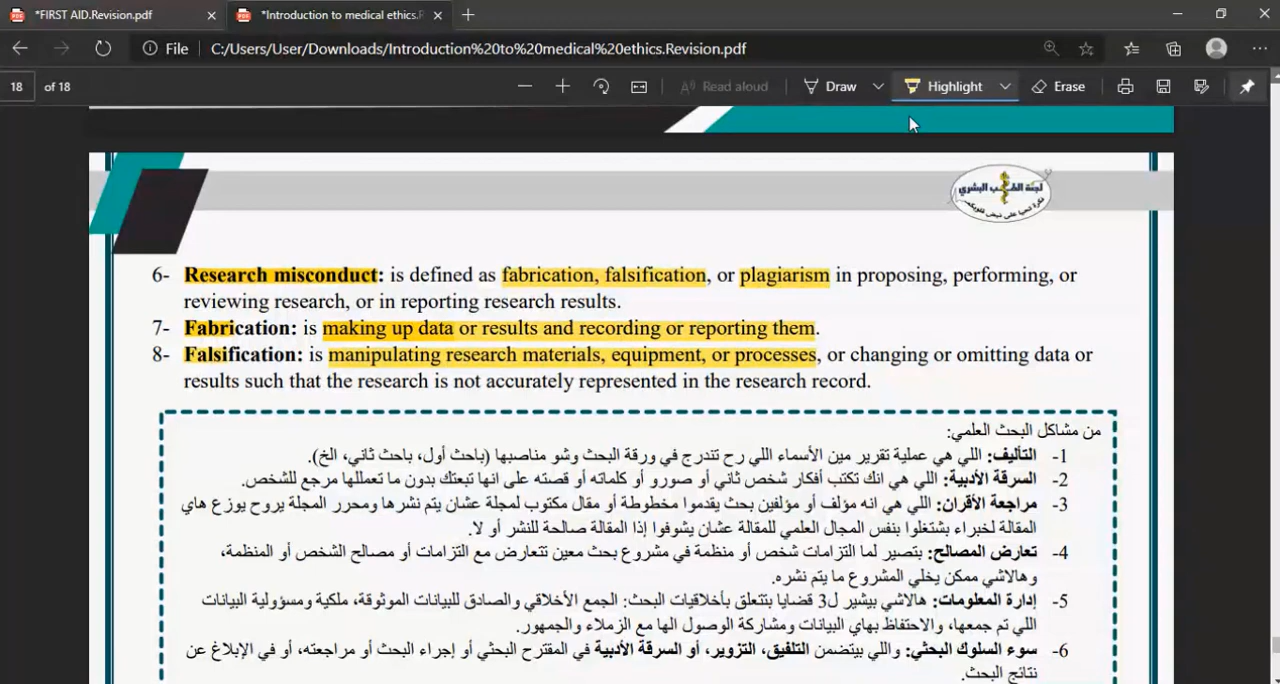 *FIRST AID.Revision.pdf
*Introduction to medical ethics.R
File C:/Users/User/Downloads/Introduction%20to%20medical%20ethics.Revision.pdf
18 of 18 Read aloud Draw Highlight Erase
لجنة الطب البشري
فكرة تحيا على نبض قلوبكم
6- Research misconduct: is defined as fabrication, falsification, or plagiarism in proposing, performing, or
reviewing research, or in reporting research results.
7- Fabrication: is making up data or results and recording or reporting them.
8- Falsification: is manipulating research materials, equipment, or processes, or changing or omitting data or
results such that the research is not accurately represented in the research record.
من مشاكل البحث العلمي:
1- التأليف: اللي هي عملية تقرير مين الأسماء اللي رح تندرج في ورقة البحث وشو مناصبها (باحث أول، باحث ثاني، الخ).
2- السرقة الأدبية: اللي هي انك تكتب أفكار شخص ثاني أو صورو أو كلماته أو قصته على انها تبعتك بدون ما تعمللها مرجع للشخص.
3- مراجعة الأقران: اللي هي انه مؤلف أو مؤلفين بحث يقدموا مخطوطة أو مقال مكتوب لمجلة عشان يتم نشرها ومحرر المجلة يروح يوزع هاي
المقالة لخبراء بشتغلوا بنفس المجال العلمي للمقالة عشان يشوفوا إذا المقالة صالحة للنشر أو لا.
4- تعارض المصالح: بتصير لما التزامات شخص أو منظمة في مشروع بحث معين تتعارض مع التزامات أو مصالح الشخص أو المنظمة،
وهالاشي ممكن يخلي المشروع ما يتم نشره.
5- إدارة المعلومات: هالاشي بيشير ل3 قضايا بتتعلق بأخلاقيات البحث: الجمع الأخلاقي والصادق للبيانات الموثوقة، ملكية ومسؤولية البيانات
اللي تم جمعها، والاحتفاظ بهاي البيانات ومشاركة الوصول الها مع الزملاء والجمهور.
6- سوء السلوك البحثي: واللي بيتضمن التلفيق، التزوير، أو السرقة الأدبية في المقترح البحثي أو إجراء البحث أو مراجعته، أو في الإبلاغ عن
نتائج البحث.